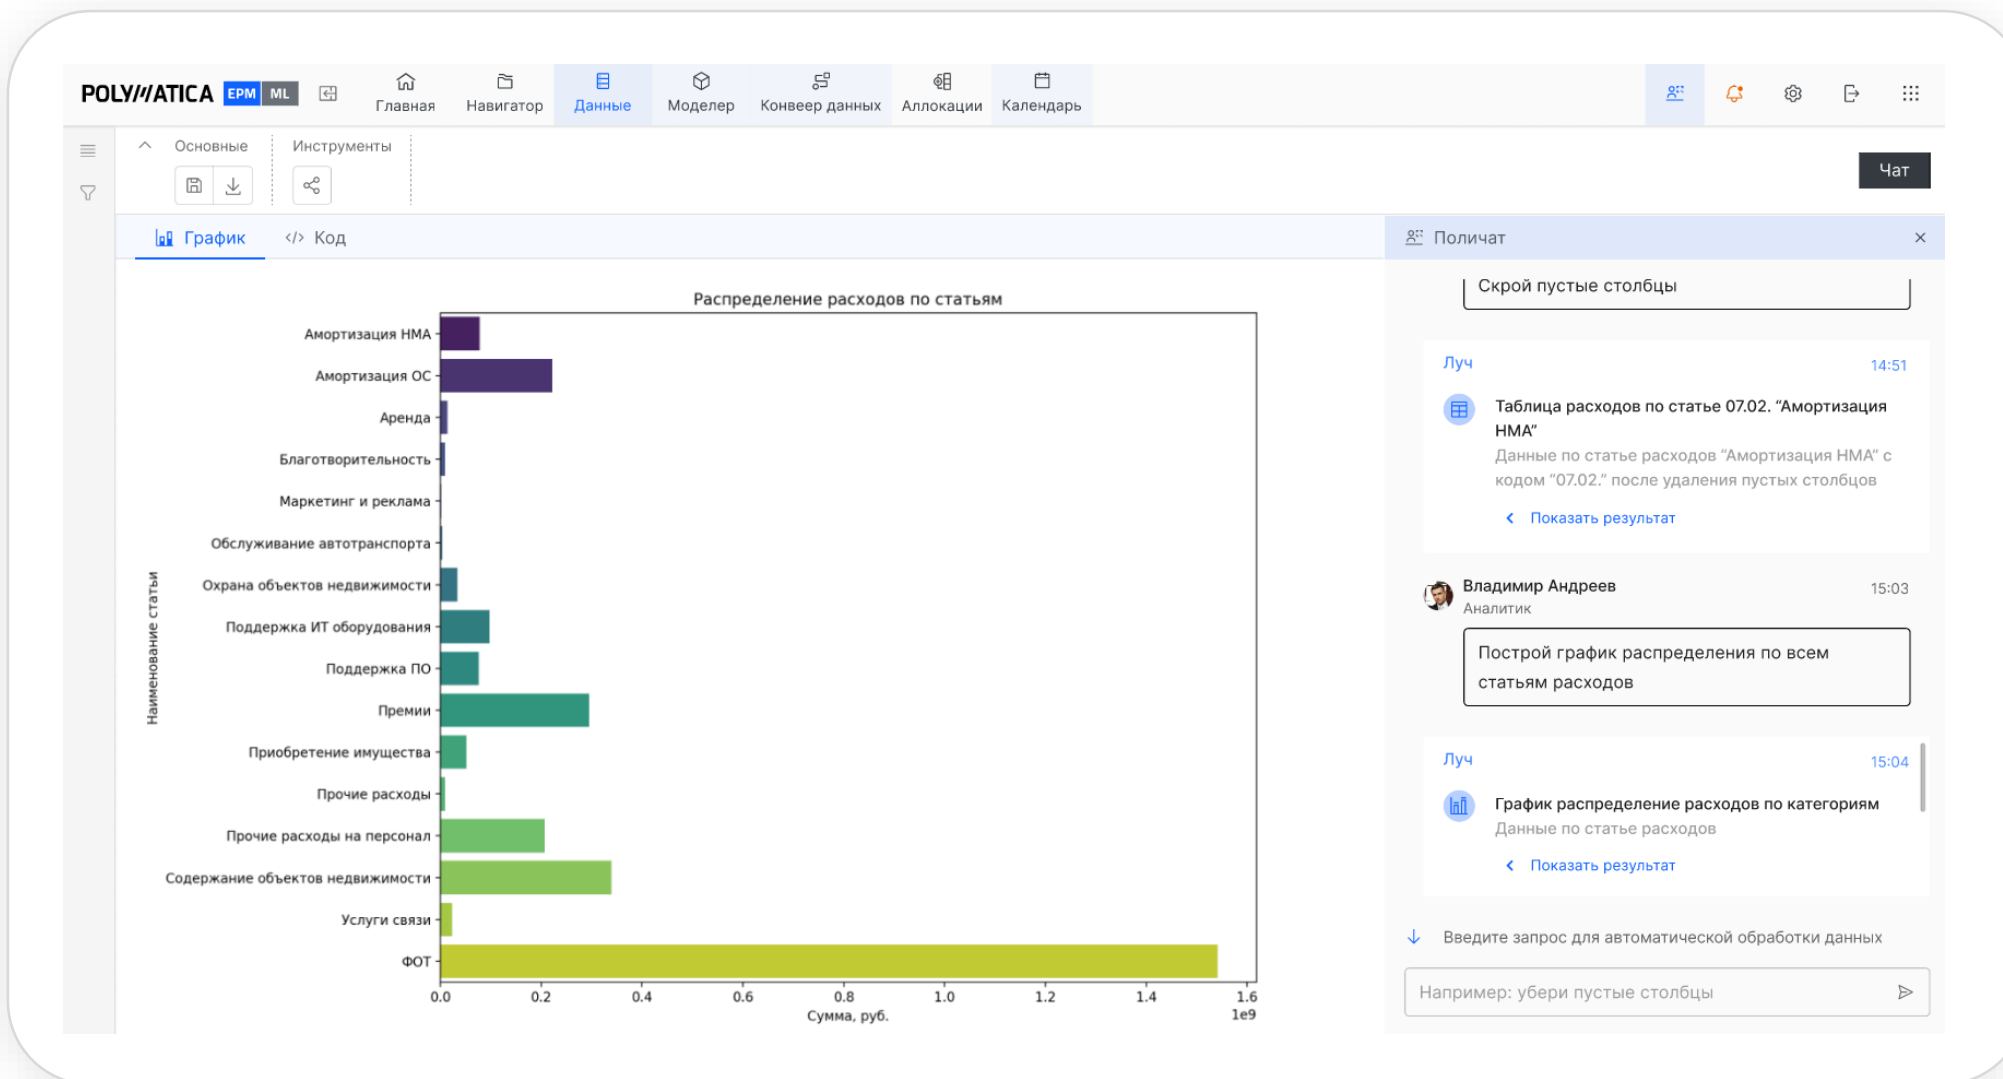 POLYMATICA EPM ML
Главная
Навигатор
Данные
Моделер
Конвеер данных
Аллокации
Календарь
Основные
Инструменты
Чат
График
</> Код
Распределение расходов по статьям
Наименование статьи
Амортизация НМА
Амортизация ОС
Аренда
Благотворительность
Маркетинг и реклама
Обслуживание автотранспорта
Охрана объектов недвижимости
Поддержка ИТ оборудования
Поддержка ПО
Премии
Приобретение имущества
Прочие расходы
Прочие расходы на персонал
Содержание объектов недвижимости
Услуги связи
ФОТ
0.0 0.2 0.4 0.6 0.8 1.0 1.2 1.4 1.6
1e9
Сумма, руб.
Поличат
Скрой пустые столбцы
Луч
14:51
Таблица расходов по статье 07.02. “Амортизация
НМА”
Данные по статье расходов “Амортизация НМА” с
кодом “07.02.” после удаления пустых столбцов
Показать результат
Владимир Андреев
15:03
Аналитик
Построй график распределения по всем
статьям расходов
Луч
15:04
График распределение расходов по категориям
Данные по статье расходов
Показать результат
Введите запрос для автоматической обработки данных
Например: убери пустые столбцы